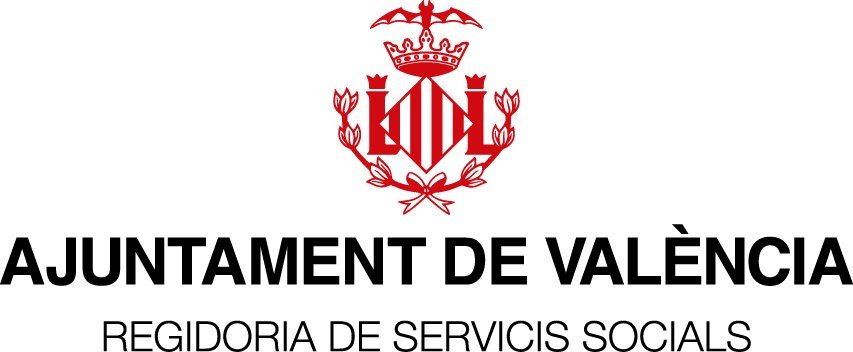 L L
AJUNTAMENT DE VALÈNCIA
REGIDORIA DE SERVICIS SOCIALS